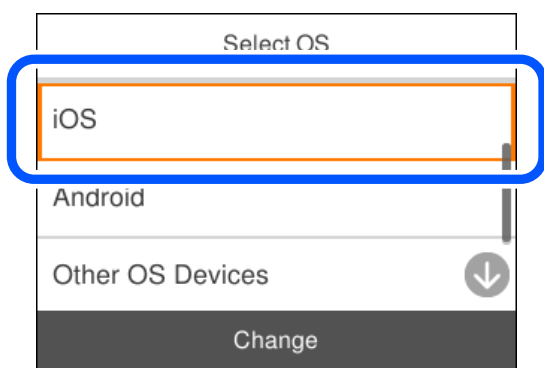 Select OS
iOS
Android
Other OS Devices
Change